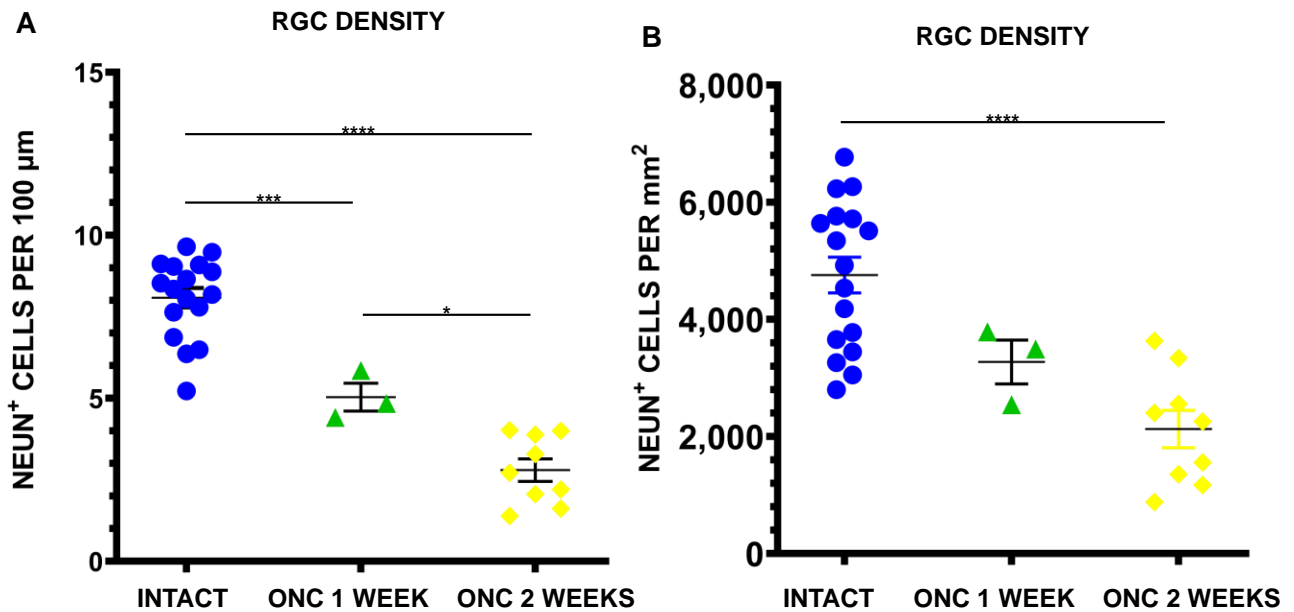 A
RGC DENSITY
NEUN+ CELLS PER 100 µm
15
10
5
0
****
***
*
INTACT
ONC 1 WEEK
ONC 2 WEEKS
B
RGC DENSITY
NEUN+ CELLS PER mm2
8,000
6,000
4,000
2,000
0
****
INTACT
ONC 1 WEEK
ONC 2 WEEKS